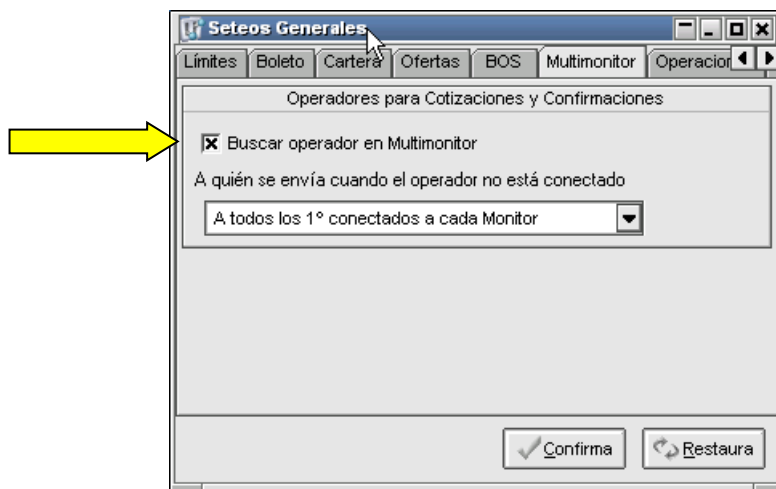 Seteos Generales
Límites Boleto Cartera Ofertas BOS Multimonitor Operacion
Operadores para Cotizaciones y Confirmaciones
Buscar operador en Multimonitor
A quién se envía cuando el operador no está conectado
A todos los 1º conectados a cada Monitor
Confirma Restaura